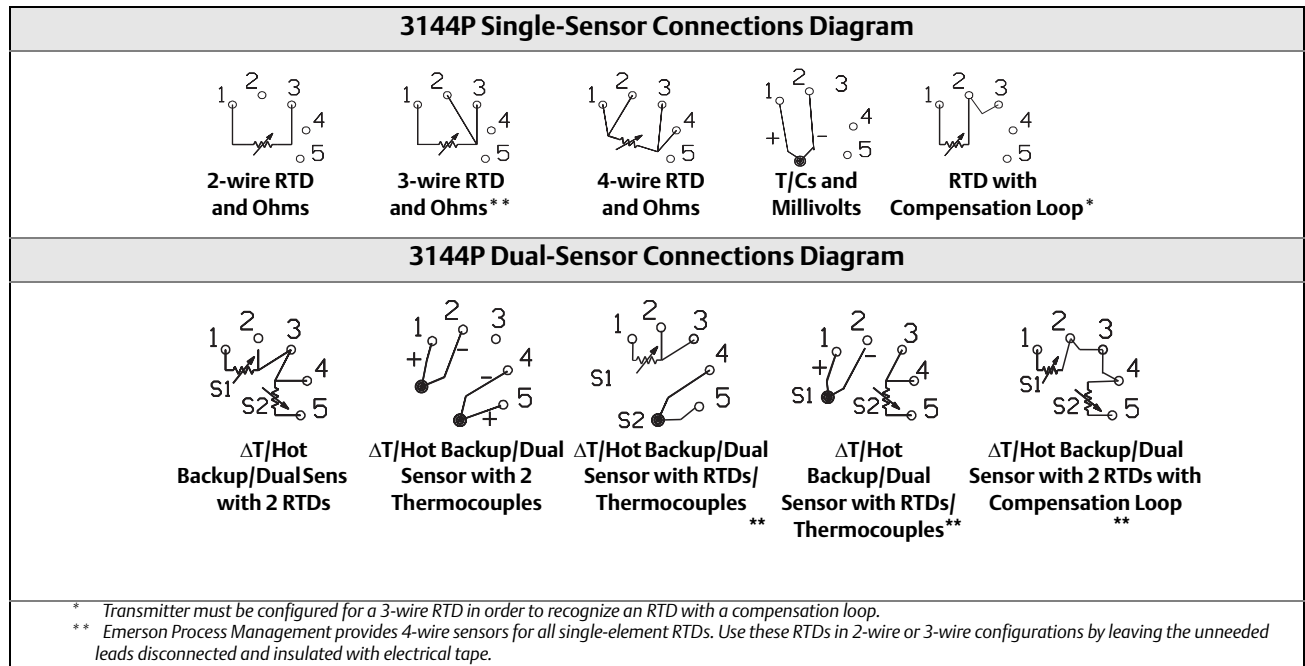 3144P Single-Sensor Connections Diagram
1 2 3 4 5
1 2 3 4 5
1 2 3 4 5
1 2 3 4 5 + -
1 2 3 4 5
2-wire RTD
and Ohms
3-wire RTD
and Ohms**
4-wire RTD
and Ohms
T/Cs and
Millivolts
RTD with
Compensation Loop*
3144P Dual-Sensor Connections Diagram
1 2 3 4 5 S1 S2
1 2 3 4 5 + - - +
1 2 3 4 5 S1 S2
1 2 3 4 5 + - S1 S2
1 2 3 4 5 S1 S2
ΔT/Hot
Backup/Dual Sens
with 2 RTDs
ΔT/Hot Backup/Dual
Sensor with 2
Thermocouples
ΔT/Hot Backup/Dual
Sensor with RTDs/
Thermocouples
**
ΔT/Hot
Backup/Dual
Sensor with RTDs/
Thermocouples**
ΔT/Hot Backup/Dual
Sensor with 2 RTDs with
Compensation Loop
**
* Transmitter must be configured for a 3-wire RTD in order to recognize an RTD with a compensation loop.
** Emerson Process Management provides 4-wire sensors for all single-element RTDs. Use these RTDs in 2-wire or 3-wire configurations by leaving the unneeded
leads disconnected and insulated with electrical tape.